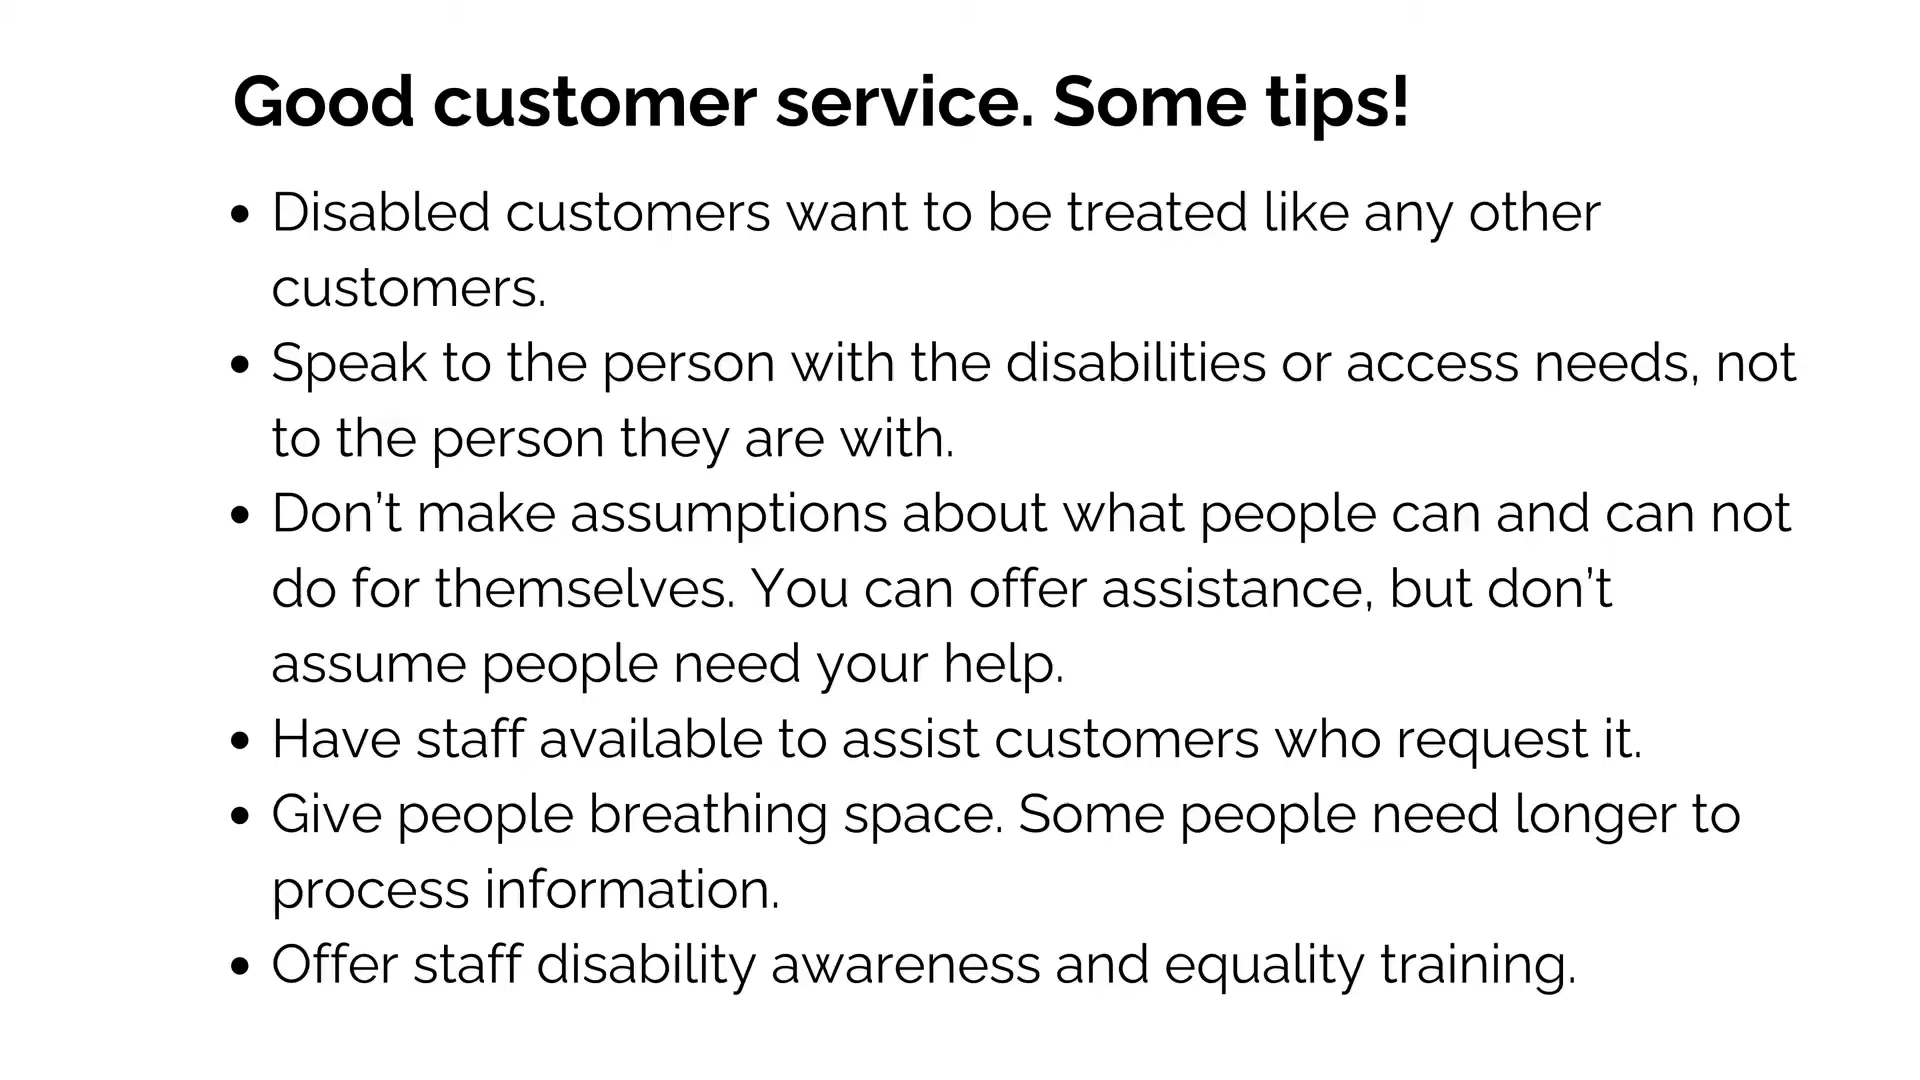 Good customer service. Some tips!
• Disabled customers want to be treated like any other
customers.
• Speak to the person with the disabilities or access needs, not
to the person they are with.
• Don’t make assumptions about what people can and can not
do for themselves. You can offer assistance, but don’t
assume people need your help.
• Have staff available to assist customers who request it.
• Give people breathing space. Some people need longer to
process information.
• Offer staff disability awareness and equality training.